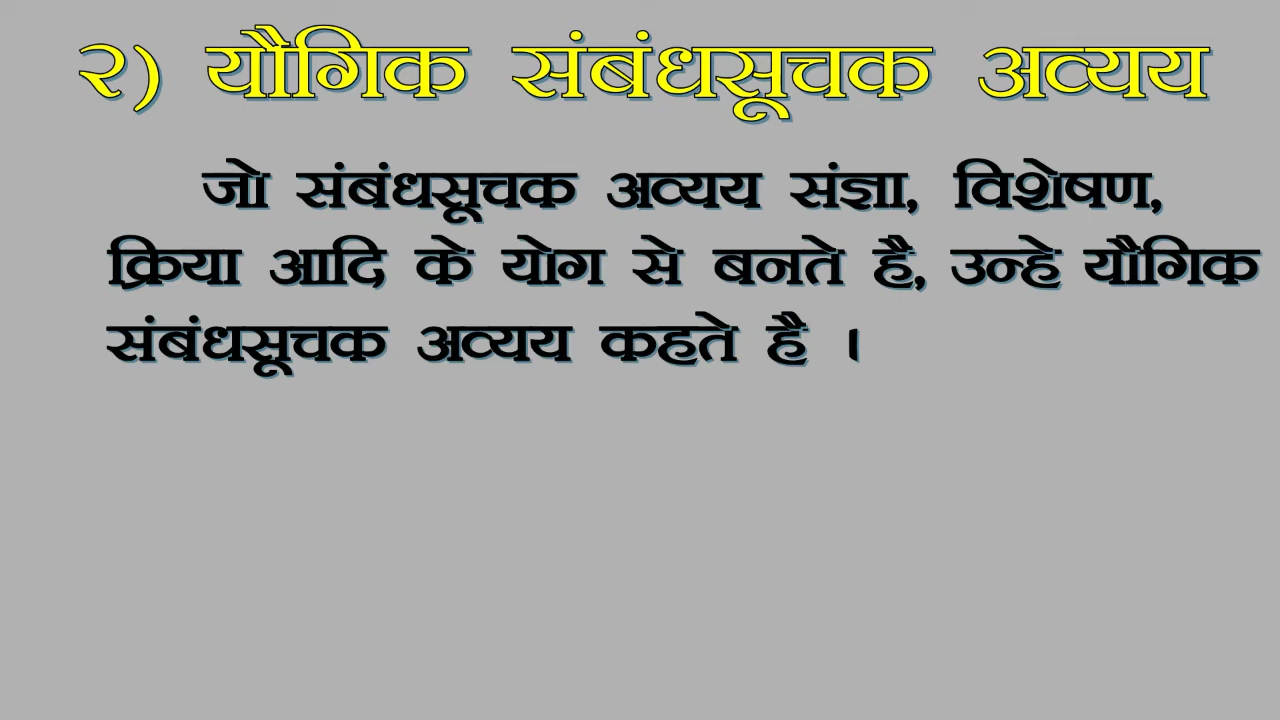 २) यौगिक संबंधसूचक अव्यय
जो संबंधसूचक अव्यय संज्ञा, विशेषण,
क्रिया आदि के योग से बनते है, उन्हे यौगिक
संबंधसूचक अव्यय कहते है ।